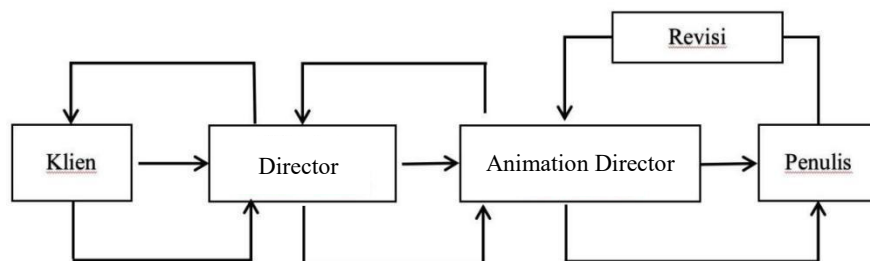 Revisi
Klien
Director
Animation Director
Penulis